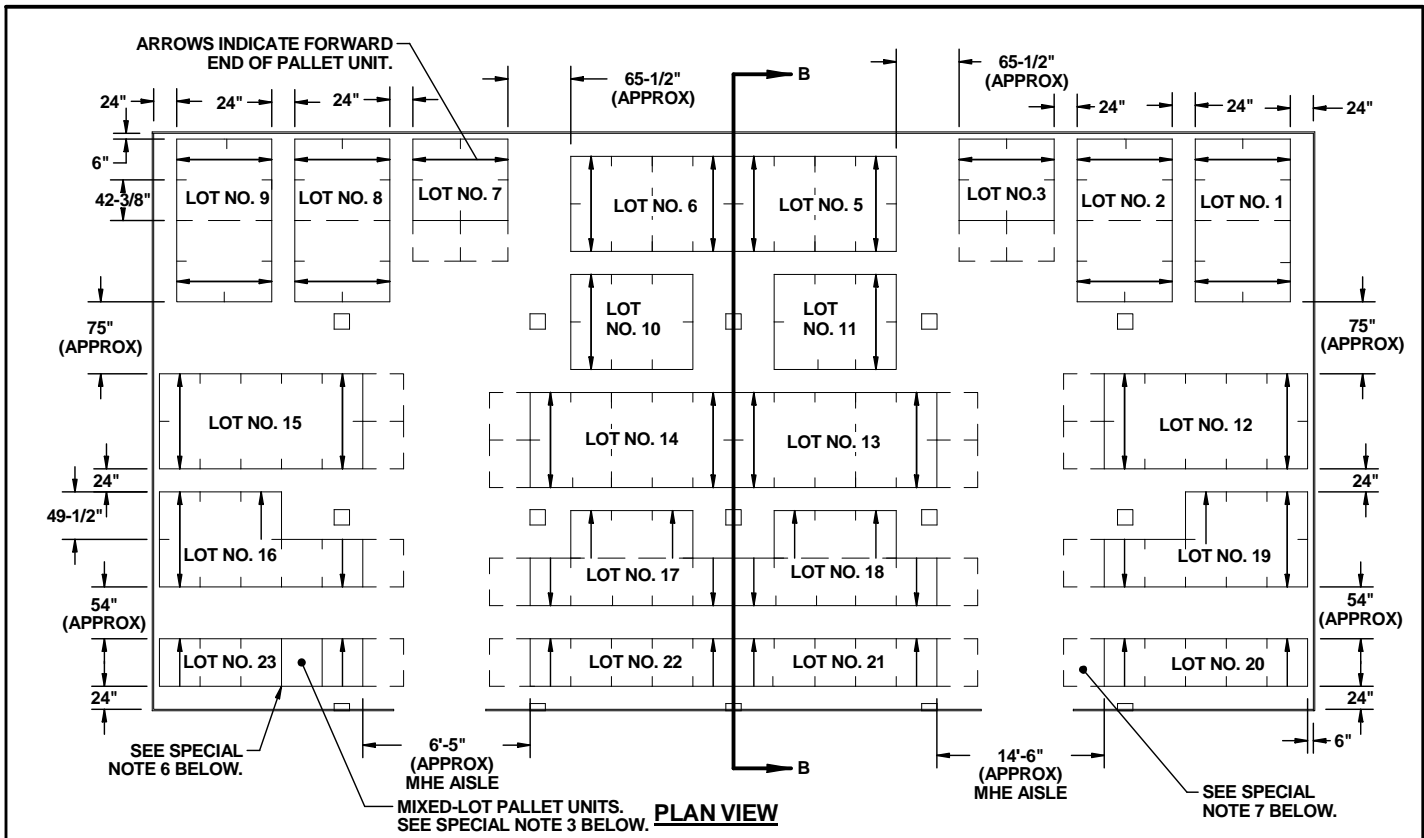 ARROWS INDICATE FORWARD
END OF PALLET UNIT.
65-1/2"
(APPROX)
B
65-1/2"
(APPROX)
24"
24"
24"
24"
24"
24"
6"
42-3/8"
LOT NO. 9
LOT NO. 8
LOT NO. 7
LOT NO. 6
LOT NO. 5
LOT NO.3
LOT NO. 2
LOT NO. 1
75"
(APPROX)
LOT
NO. 10
LOT
NO. 11
75"
(APPROX)
LOT NO. 15
LOT NO. 14
LOT NO. 13
LOT NO. 12
24"
24"
49-1/2"
LOT NO. 16
LOT NO. 17
LOT NO. 18
LOT NO. 19
54"
(APPROX)
54"
(APPROX)
LOT NO. 23
LOT NO. 22
LOT NO. 21
LOT NO. 20
24"
24"
SEE SPECIAL
NOTE 6 BELOW.
6'-5"
(APPROX)
MHE AISLE
B
14'-6"
(APPROX)
MHE AISLE
6"
SEE SPECIAL
NOTE 7 BELOW.
MIXED-LOT PALLET UNITS.
SEE SPECIAL NOTE 3 BELOW.
PLAN VIEW